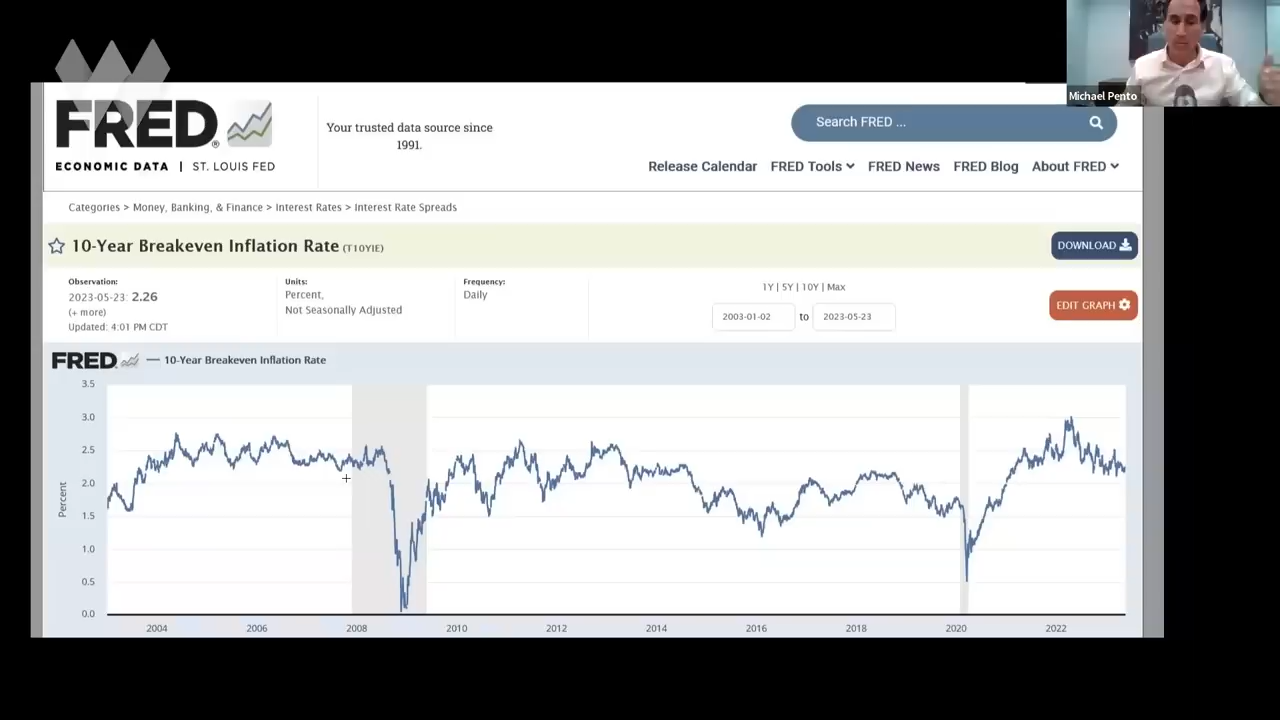 Michael Pento
FRED
ECONOMIC DATA | ST. LOUIS FED
Your trusted data source since
1991.
Search FRED ...
Release Calendar FRED Tools FRED News FRED Blog About FRED
Categories > Money, Banking, & Finance > Interest Rates > Interest Rate Spreads
10-Year Breakeven Inflation Rate (T10YIE)
DOWNLOAD
Observation:
2023-05-23: 2.26
(+ more)
Updated: 4:01 PM CDT
Units:
Percent,
Not Seasonally Adjusted
Frequency:
Daily
1Y | 5Y | 10Y | Max
2003-01-02 to 2023-05-23
EDIT GRAPH
FRED — 10-Year Breakeven Inflation Rate
Percent
3.5
3.0
2.5
2.0
1.5
1.0
0.5
0.0
2004 2006 2008 2010 2012 2014 2016 2018 2020 2022